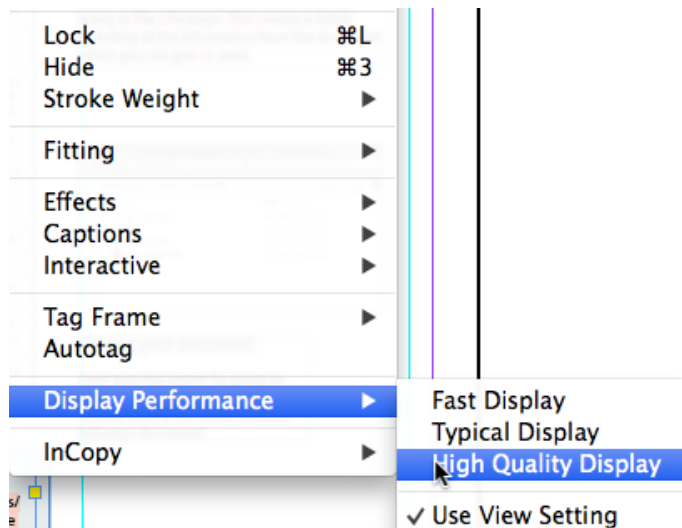 Lock ⌘L
Hide ⌘3
Stroke Weight ▶
Fitting ▶
Effects ▶
Captions ▶
Interactive ▶
Tag Frame ▶
Autotag
Display Performance ▶
Fast Display
Typical Display
High Quality Display
✓ Use View Setting
InCopy ▶
s/
e